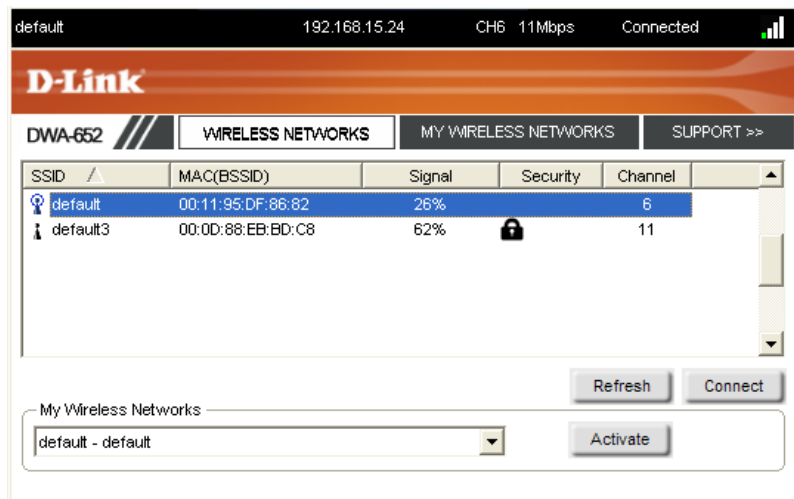 default 192.168.15.24 CH6 11Mbps Connected
D-Link
DWA-652 WIRELESS NETWORKS MY WIRELESS NETWORKS SUPPORT >>
SSID MAC(BSSID) Signal Security Channel
default 00:11:95:DF:86:82 26% 6
default3 00:0D:88:EB:BD:C8 62% 11
Refresh Connect
My Wireless Networks
default - default Activate